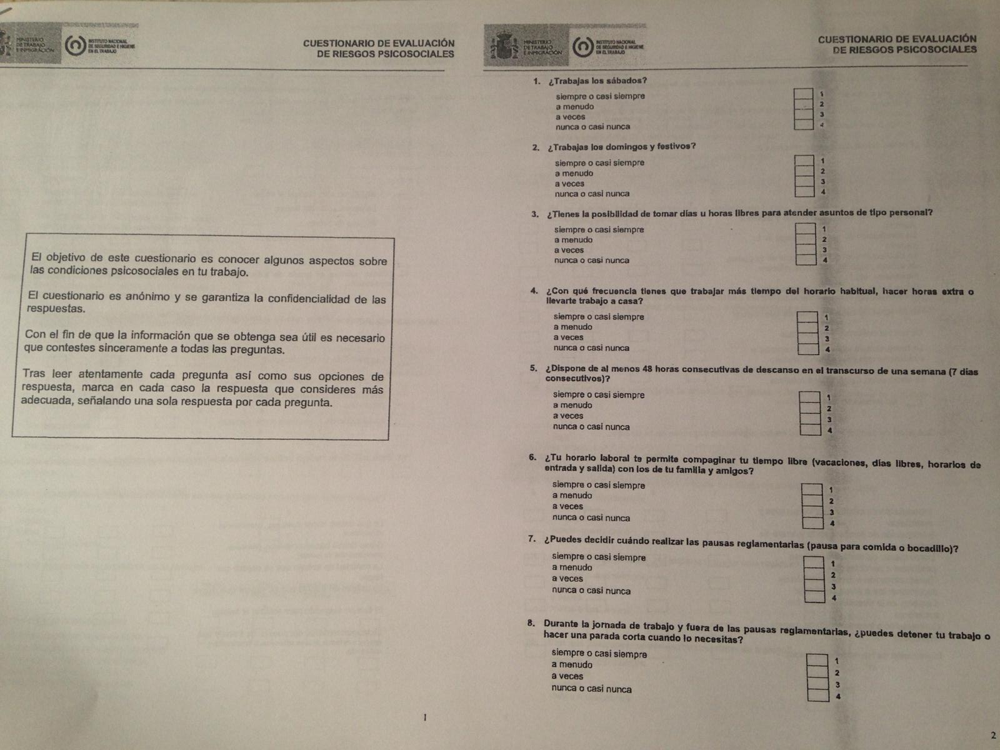 MINISTERIO
DE TRABAJO
E INMIGRACIÓN
INSTITUTO NACIONAL
DE SEGURIDAD E HIGIENE
EN EL TRABAJO
CUESTIONARIO DE EVALUACIÓN
DE RIESGOS PSICOSOCIALES
El objetivo de este cuestionario es conocer algunos aspectos sobre
las condiciones psicosociales en tu trabajo.
El cuestionario es anónimo y se garantiza la confidencialidad de las
respuestas.
Con el fin de que la información que se obtenga sea útil es necesario
que contestes sinceramente a todas las preguntas.
Tras leer atentamente cada pregunta así como sus opciones de
respuesta, marca en cada caso la respuesta que consideres más
adecuada, señalando una sola respuesta por cada pregunta.
1
MINISTERIO
DE TRABAJO
E INMIGRACIÓN
INSTITUTO NACIONAL
DE SEGURIDAD E HIGIENE
EN EL TRABAJO
CUESTIONARIO DE EVALUACIÓN
DE RIESGOS PSICOSOCIALES
1. ¿Trabajas los sábados?
siempre o casi siempre 1
a menudo 2
a veces 3
nunca o casi nunca 4
2. ¿Trabajas los domingos y festivos?
siempre o casi siempre 1
a menudo 2
a veces 3
nunca o casi nunca 4
3. ¿Tienes la posibilidad de tomar días u horas libres para atender asuntos de tipo personal?
siempre o casi siempre 1
a menudo 2
a veces 3
nunca o casi nunca 4
4. ¿Con qué frecuencia tienes que trabajar más tiempo del horario habitual, hacer horas extra o
llevarte trabajo a casa?
siempre o casi siempre 1
a menudo 2
a veces 3
nunca o casi nunca 4
5. ¿Dispone de al menos 48 horas consecutivas de descanso en el transcurso de una semana (7 días
consecutivos)?
siempre o casi siempre 1
a menudo 2
a veces 3
nunca o casi nunca 4
6. ¿Tu horario laboral te permite compaginar tu tiempo libre (vacaciones, días libres, horarios de
entrada y salida) con los de tu familia y amigos?
siempre o casi siempre 1
a menudo 2
a veces 3
nunca o casi nunca 4
7. ¿Puedes decidir cuándo realizar las pausas reglamentarias (pausa para comida o bocadillo)?
siempre o casi siempre 1
a menudo 2
a veces 3
nunca o casi nunca 4
8. Durante la jornada de trabajo y fuera de las pausas reglamentarias, ¿puedes detener tu trabajo o
hacer una parada corta cuando lo necesitas?
siempre o casi siempre 1
a menudo 2
a veces 3
nunca o casi nunca 4
2